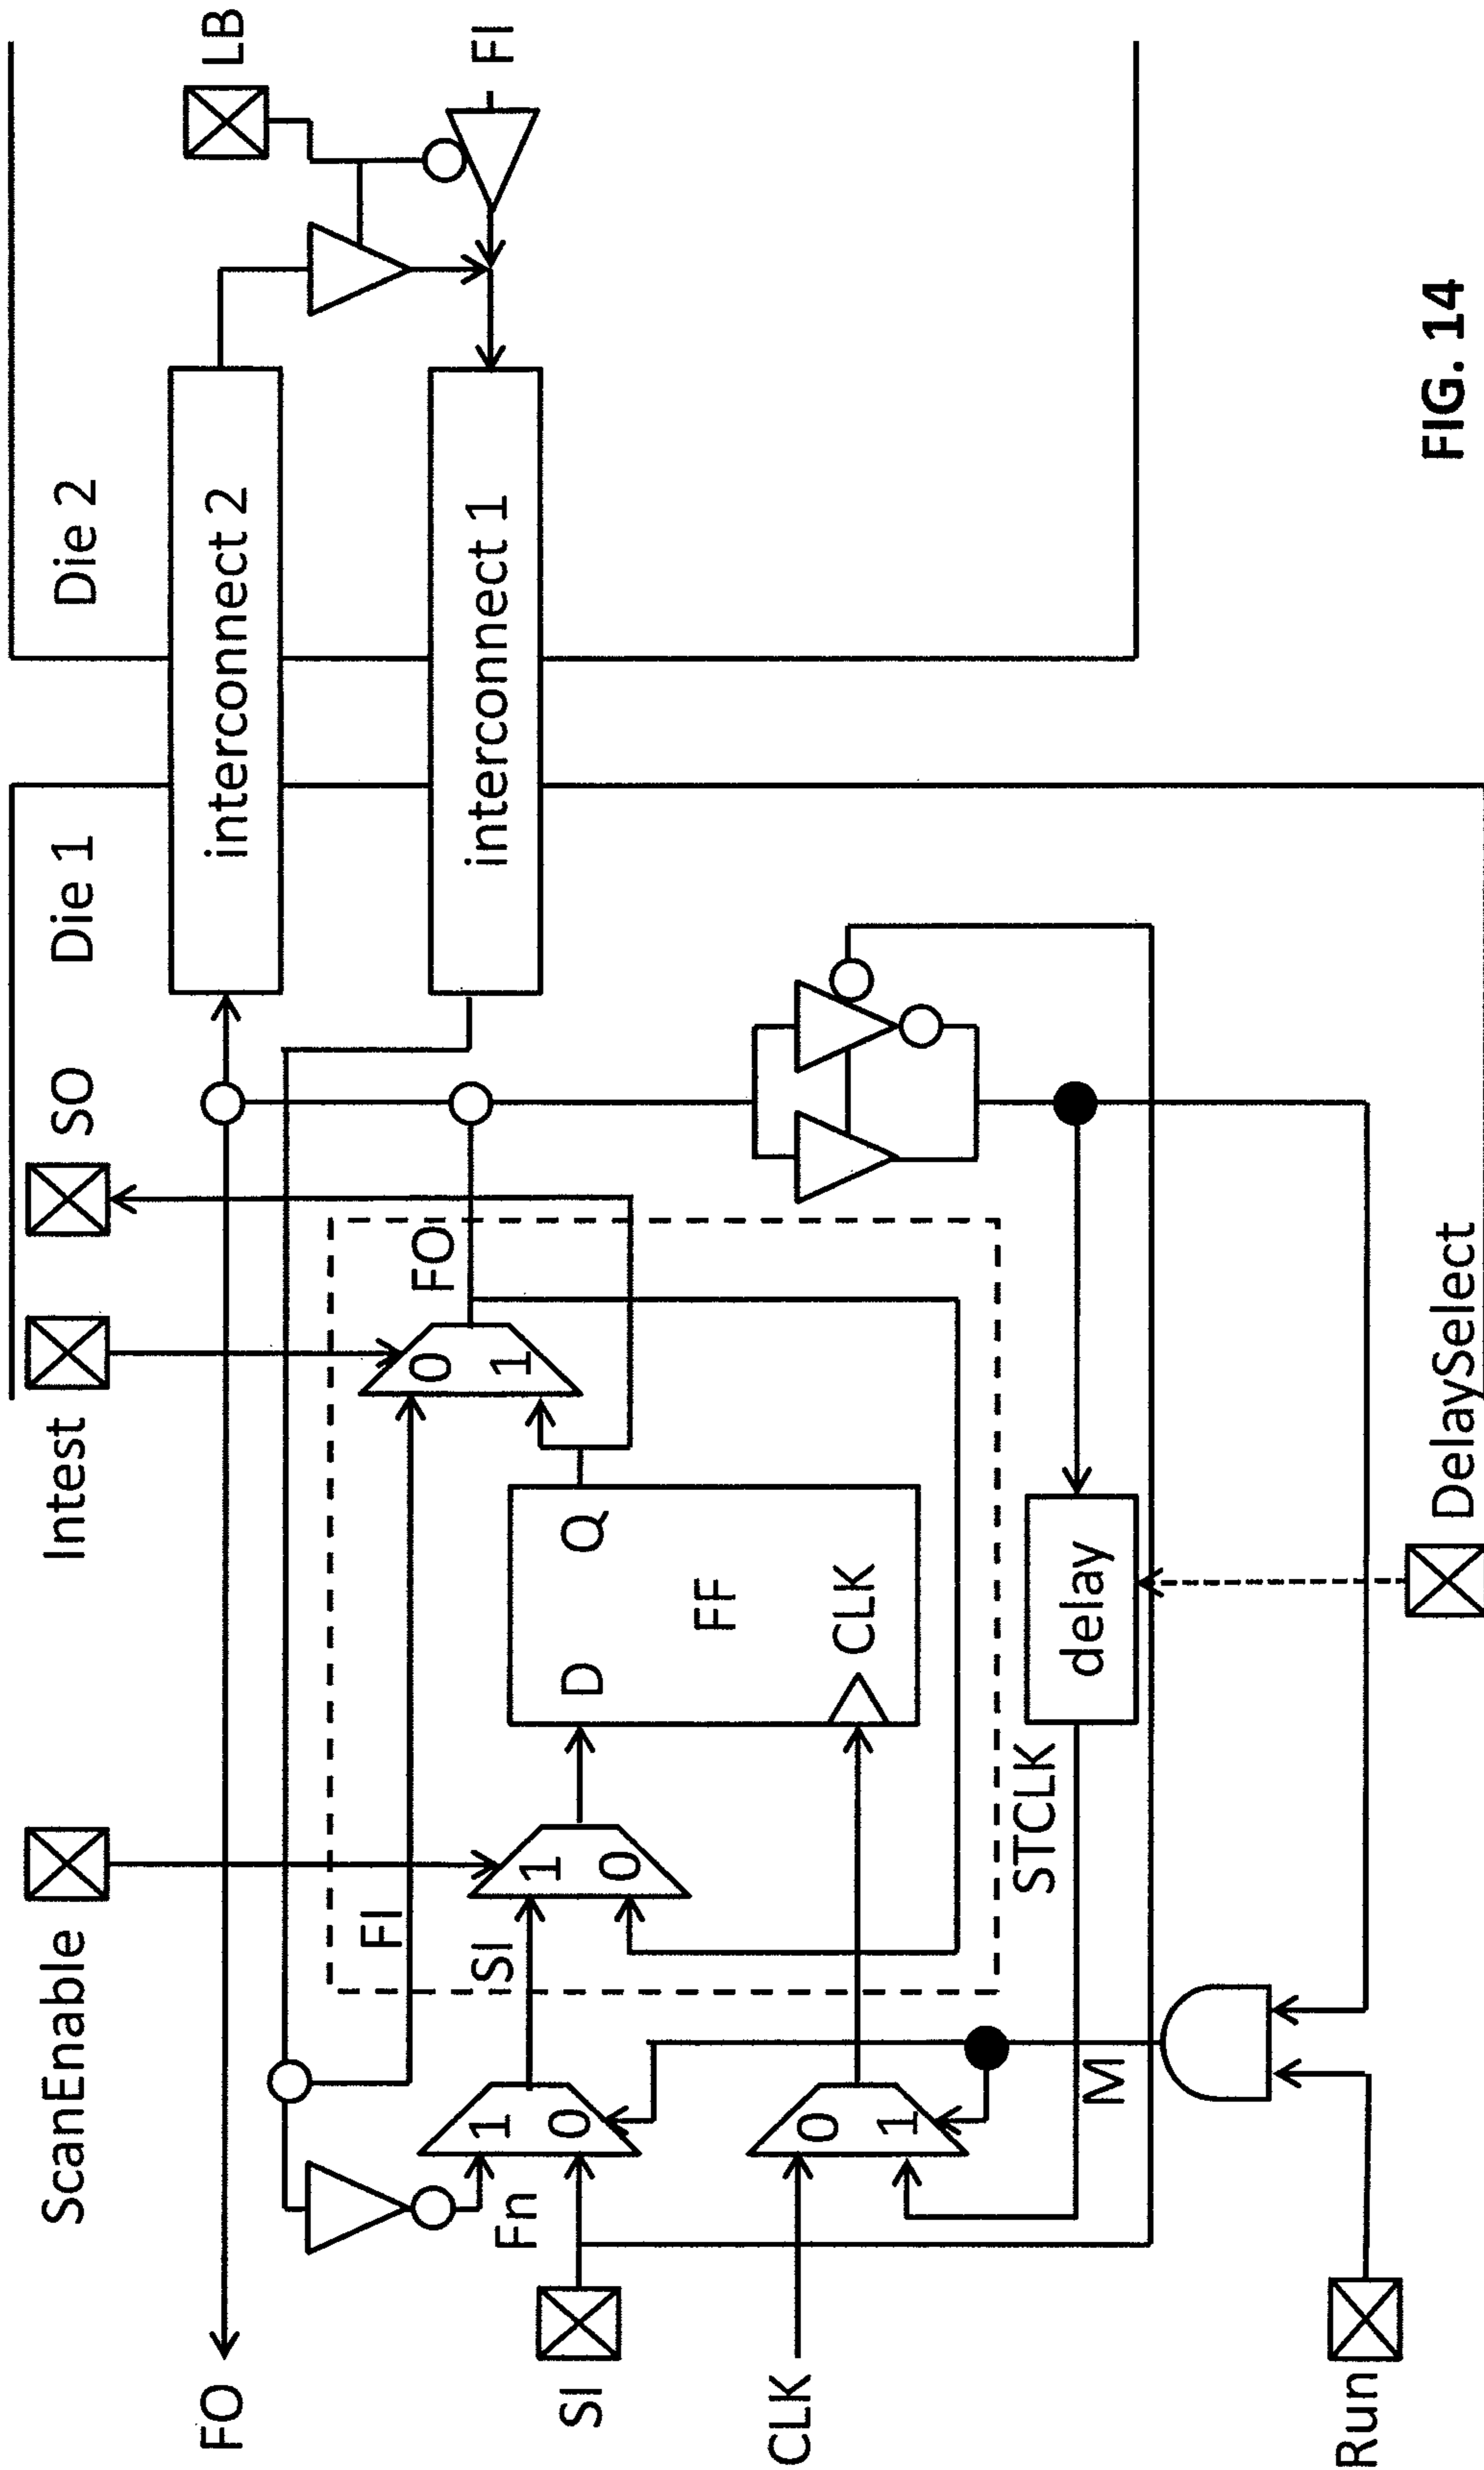 ScanEnable
Intest
SO
Die 1
Die 2
LB
FO
interconnect 2
FI
FO
interconnect 1
FI
SI
1
0
0
1
Fn
1
0
SI
D
Q
FF
CLK
CLK
0
1
STCLK
delay
M
Run
DelaySelect
FIG. 14